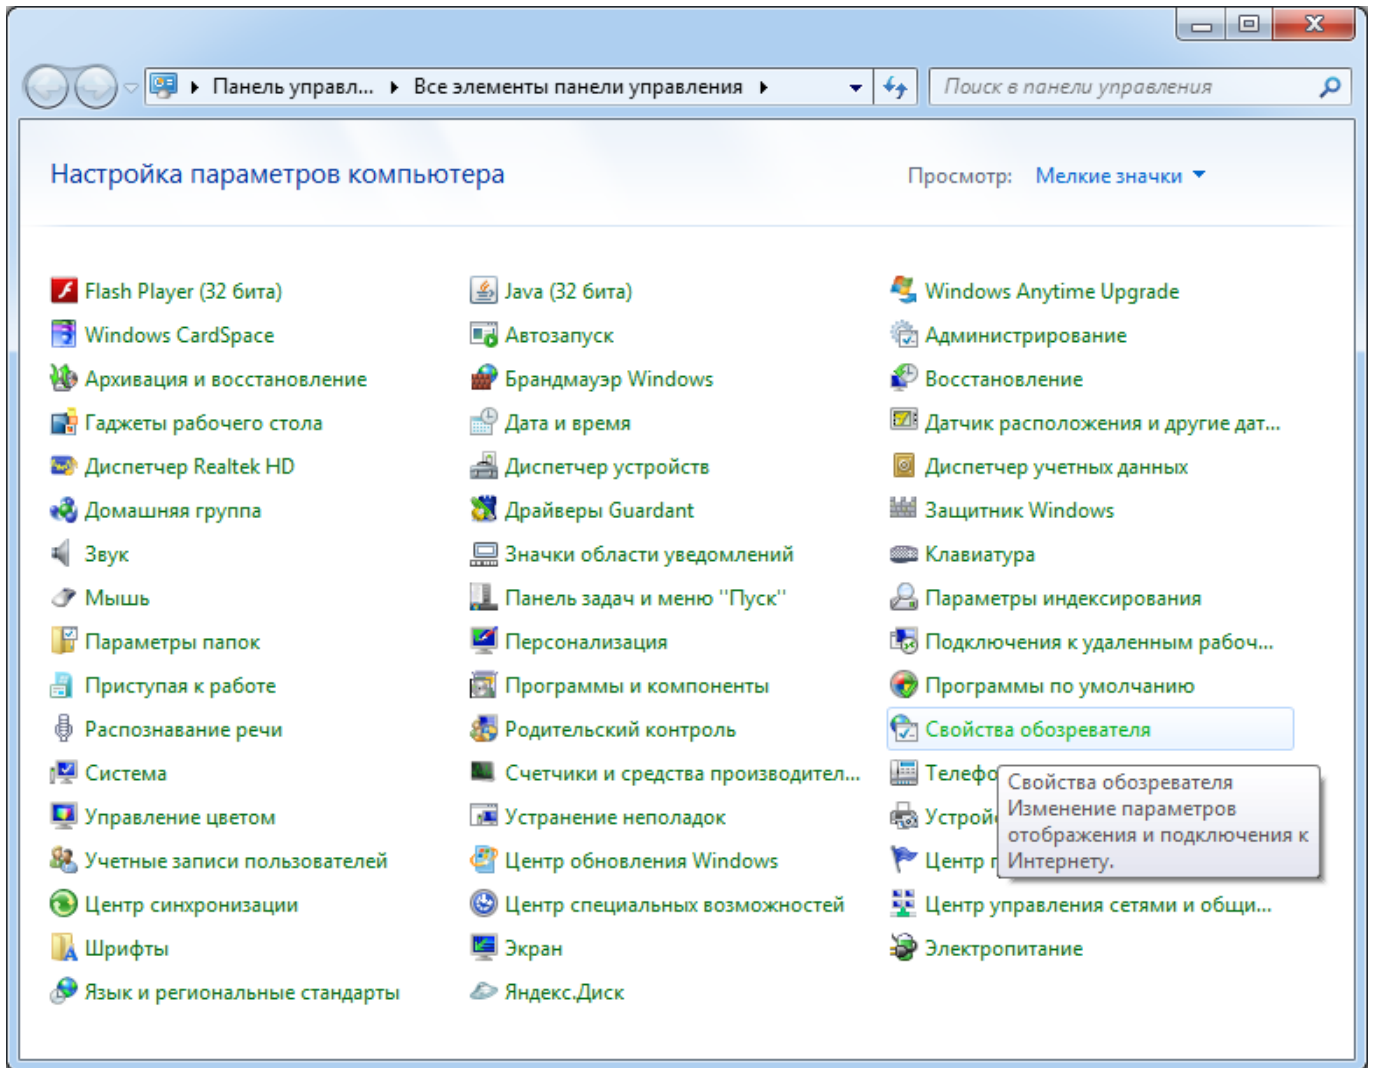 Панель управл... Все элементы панели управления
Поиск в панели управления
Настройка параметров компьютера
Просмотр: Мелкие значки
Flash Player (32 бита)
Java (32 бита)
Windows Anytime Upgrade
Windows CardSpace
Автозапуск
Администрирование
Архивация и восстановление
Брандмауэр Windows
Восстановление
Гаджеты рабочего стола
Дата и время
Датчик расположения и другие дат...
Диспетчер Realtek HD
Диспетчер устройств
Диспетчер учетных данных
Домашняя группа
Драйверы Guardant
Защитник Windows
Звук
Значки области уведомлений
Клавиатура
Мышь
Панель задач и меню "Пуск"
Параметры индексирования
Параметры папок
Персонализация
Подключения к удаленным рабоч...
Приступая к работе
Программы и компоненты
Программы по умолчанию
Распознавание речи
Родительский контроль
Свойства обозревателя
Система
Счетчики и средства производител...
Телефо
Свойства обозревателя
Изменение параметров
отображения и подключения к
Интернету.
Управление цветом
Устранение неполадок
Устрой
Учетные записи пользователей
Центр обновления Windows
Центр
Центр синхронизации
Центр специальных возможностей
Центр управления сетями и общи...
Шрифты
Экран
Электропитание
Язык и региональные стандарты
Яндекс.Диск